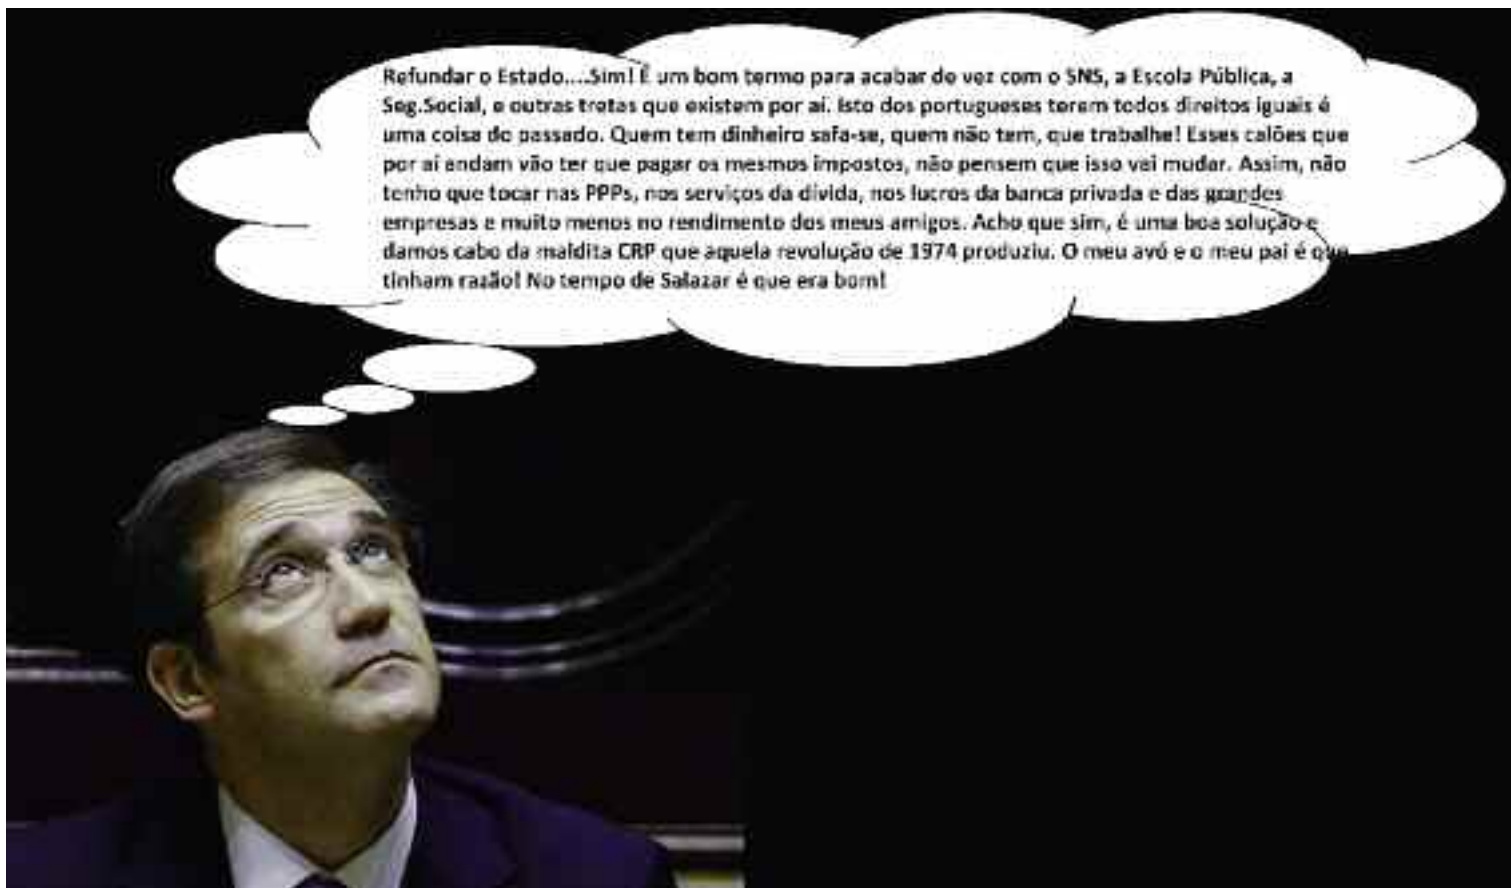 Refundar o Estado....Sim! É um bom termo para acabar de vez com o SNS, a Escola Pública, a
Seg.Social, e outras tretas que existem por aí. Isto dos portugueses terem todos direitos iguais é
uma coisa do passado. Quem tem dinheiro safa-se, quem não tem, que trabalhe! Esses calões que
por aí andam vão ter que pagar os mesmos impostos, não pensem que isso vai mudar. Assim, não
tenho que tocar nas PPPs, nos serviços da divida, nos lucros da banca privada e das grandes
empresas e muito menos no rendimento dos meus amigos. Acho que sim, é uma boa solução e
damos cabo da maldita CRP que aquela revolução de 1974 produziu. O meu avó e o meu pai é que
tinham razão! No tempo de Salazar é que era bom!